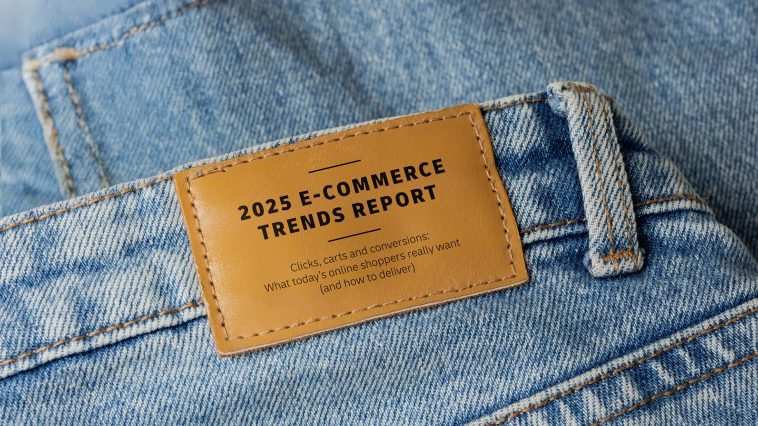 2025 E-COMMERCE
TRENDS REPORT
Clicks, carts and conversions:
What today's online shoppers really want
(and how to deliver)